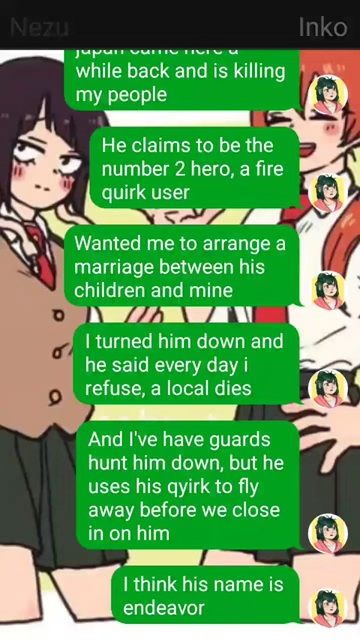 Nezu
Inko
japan came here a
while back and is killing
my people
He claims to be the
number 2 hero, a fire
quirk user
Wanted me to arrange a
marriage between his
children and mine
I turned him down and
he said every day i
refuse, a local dies
And I've have guards
hunt him down, but he
uses his qyirk to fly
away before we close
in on him
I think his name is
endeavor